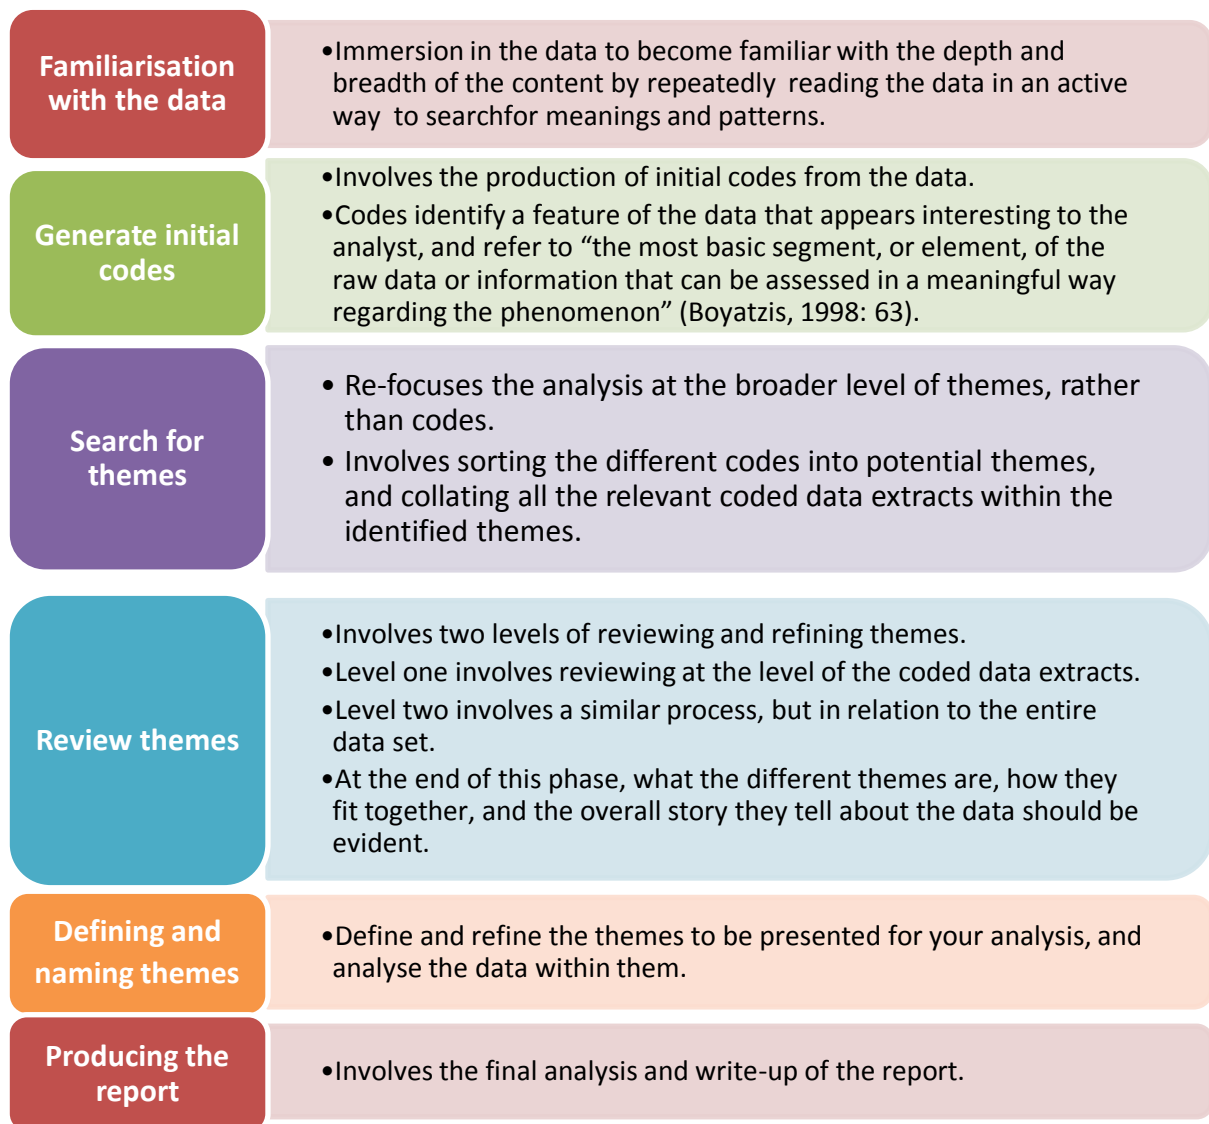 Familiarisation
with the data
•Immersion in the data to become familiar with the depth and
breadth of the content by repeatedly  reading the data in an active
way  to searchfor meanings and patterns.
Generate initial
codes
•Involves the production of initial codes from the data.
•Codes identify a feature of the data that appears interesting to the
analyst, and refer to “the most basic segment, or element, of the
raw data or information that can be assessed in a meaningful way
regarding the phenomenon” (Boyatzis, 1998: 63).
Search for
themes
• Re-focuses the analysis at the broader level of themes, rather
than codes.
• Involves sorting the different codes into potential themes,
and collating all the relevant coded data extracts within the
identified themes.
Review themes
•Involves two levels of reviewing and refining themes.
•Level one involves reviewing at the level of the coded data extracts.
•Level two involves a similar process, but in relation to the entire
data set.
•At the end of this phase, what the different themes are, how they
fit together, and the overall story they tell about the data should be
evident.
Defining and
naming themes
•Define and refine the themes to be presented for your analysis, and
analyse the data within them.
Producing the
report
•Involves the final analysis and write-up of the report.